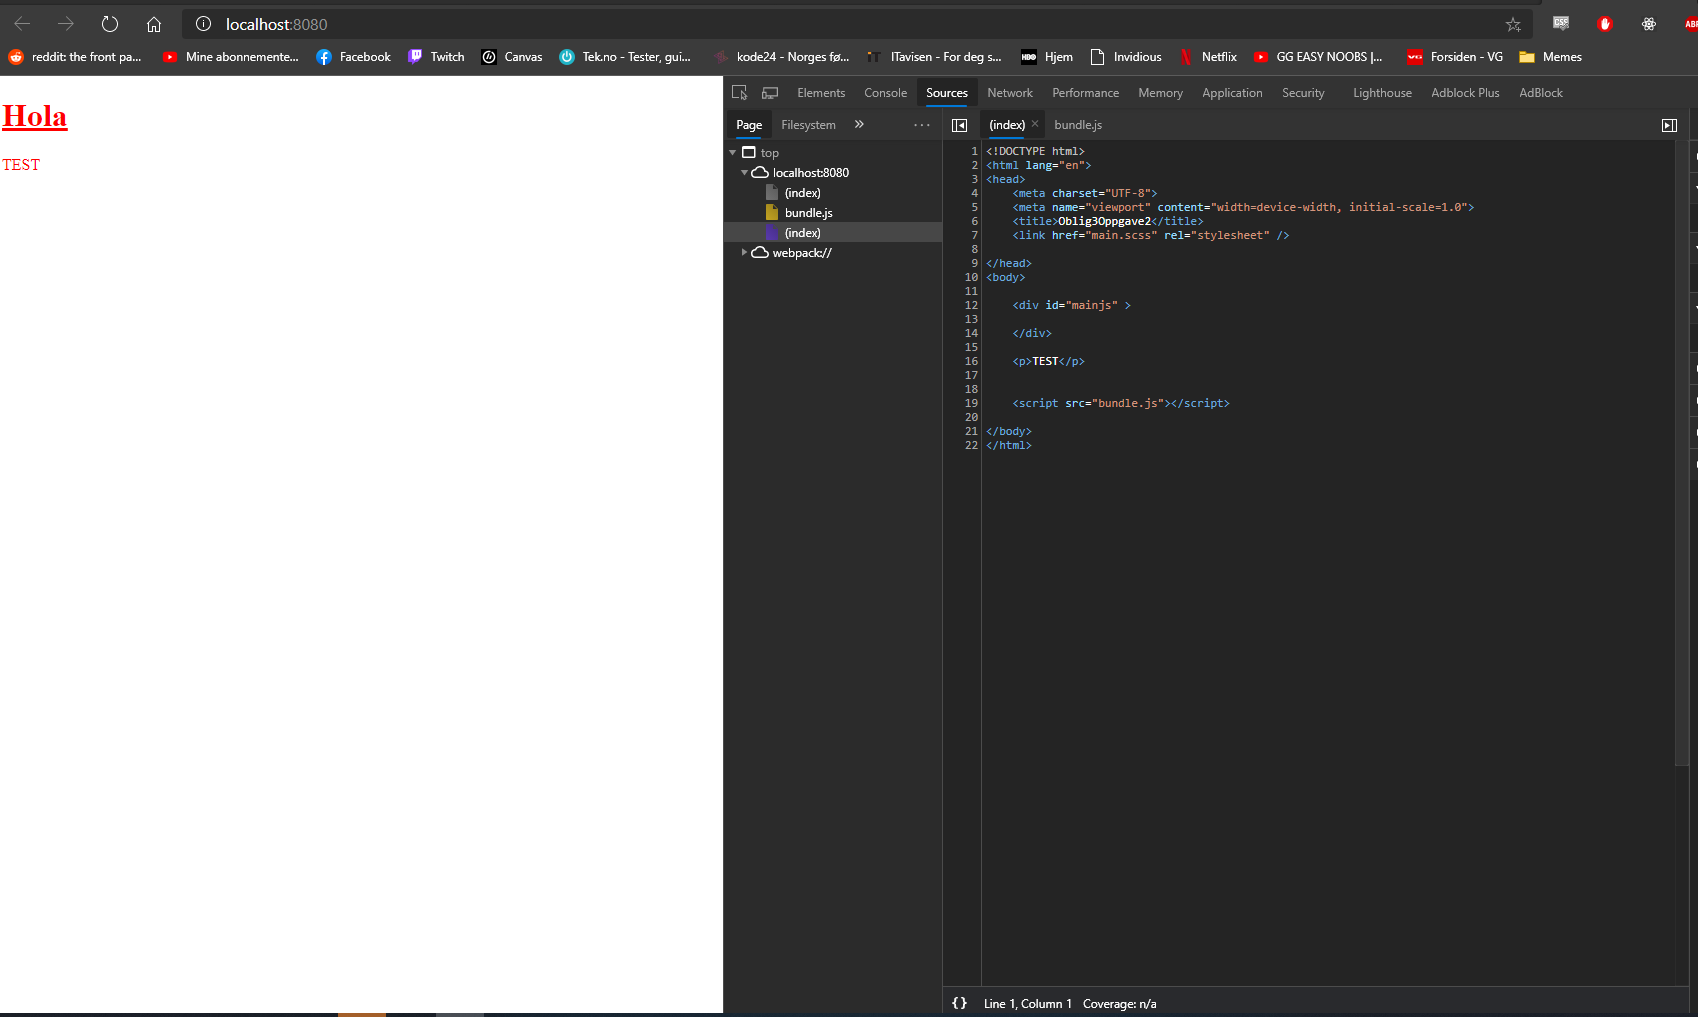 localhost:8080
CSP
ABP
reddit: the front pa...
Mine abonnemente...
Facebook
Twitch
Canvas
Tek.no - Tester, gui...
kode24 - Norges fø...
ITavisen - For deg s...
HBO Hjem
Invidious
Netflix
GG EASY NOOBS |...
VG Forsiden - VG
Memes
Hola
TEST
Elements Console Sources Network Performance Memory Application Security Lighthouse Adblock Plus AdBlock
Page Filesystem » ···
top
localhost:8080
(index)
bundle.js
(index)
webpack://
(index) × bundle.js
1 <!DOCTYPE html>
2 <html lang="en">
3 <head>
4 <meta charset="UTF-8">
5 <meta name="viewport" content="width=device-width, initial-scale=1.0">
6 <title>Oblig3Oppgave2</title>
7 <link href="main.scss" rel="stylesheet" />
8
9 </head>
10 <body>
11
12 <div id="mainjs" >
13
14 </div>
15
16 <p>TEST</p>
17
18
19 <script src="bundle.js"></script>
20
21 </body>
22 </html>
{} Line 1, Column 1 Coverage: n/a